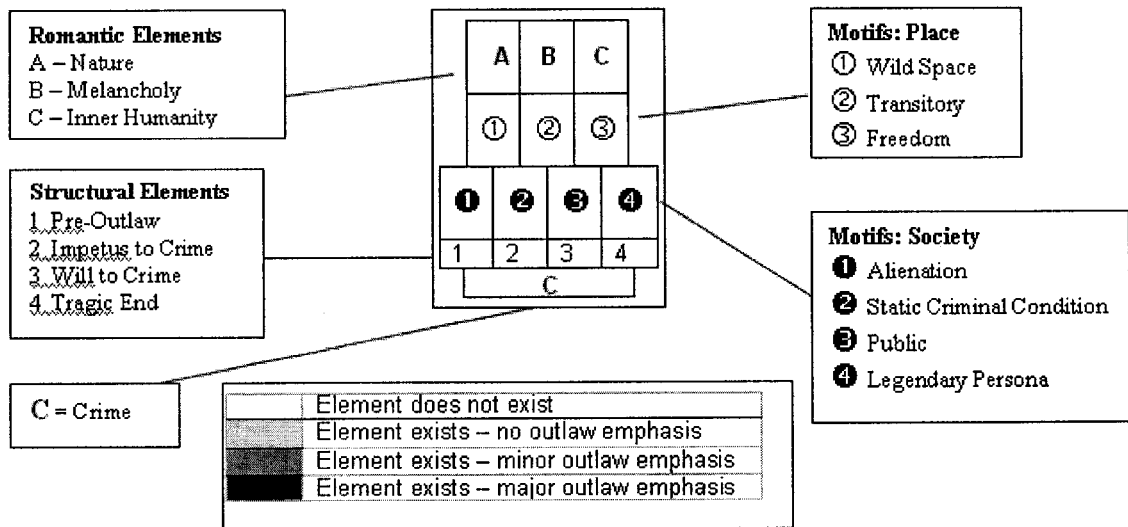 Romantic Elements
A – Nature
B – Melancholy
C – Inner Humanity
Structural Elements
1 Pre-Outlaw
2 Impetus to Crime
3 Will to Crime
4 Tragic End
C = Crime
A B C
① ② ③
❶ ❷ ❸ ❹
1 2 3 4
C
Motifs: Place
① Wild Space
② Transitory
③ Freedom
Motifs: Society
❶ Alienation
❷ Static Criminal Condition
❸ Public
❹ Legendary Persona
Element does not exist
Element exists – no outlaw emphasis
Element exists – minor outlaw emphasis
Element exists – major outlaw emphasis